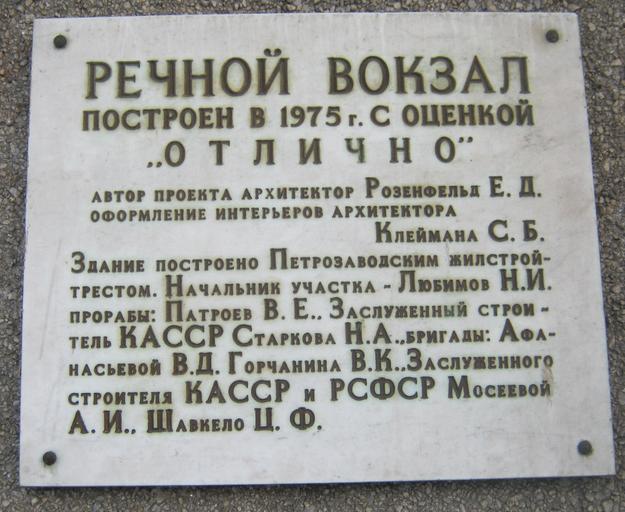 РЕЧНОЙ ВОКЗАЛ
ПОСТРОЕН В 1975 г. С ОЦЕНКОЙ
„ОТЛИЧНО"
АВТОР ПРОЕКТА АРХИТЕКТОР РОЗЕНФЕЛЬД Е. Д.
ОФОРМЛЕНИЕ ИНТЕРЬЕРОВ АРХИТЕКТОРА
КЛЕЙМАНА С. Б.
ЗДАНИЕ ПОСТРОЕНО ПЕТРОЗАВОДСКИМ ЖИЛСТРОЙ-
ТРЕСТОМ. НАЧАЛЬНИК УЧАСТКА - ЛЮБИМОВ Н.И.
ПРОРАБЫ: ПАТРОЕВ В. Е.. ЗАСЛУЖЕННЫЙ СТРОИ-
ТЕЛЬ КАССР СТАРКОВА Н.А.,БРИГАДЫ: АФА-
НАСЬЕВОЙ В.Д. ГОРЧАНИНА В.К..ЗАСЛУЖЕННОГО
СТРОИТЕЛЯ КАССР И РСФСР МОСЕЕВОЙ
А. И., ШАВКЕЛО Ц. Ф.